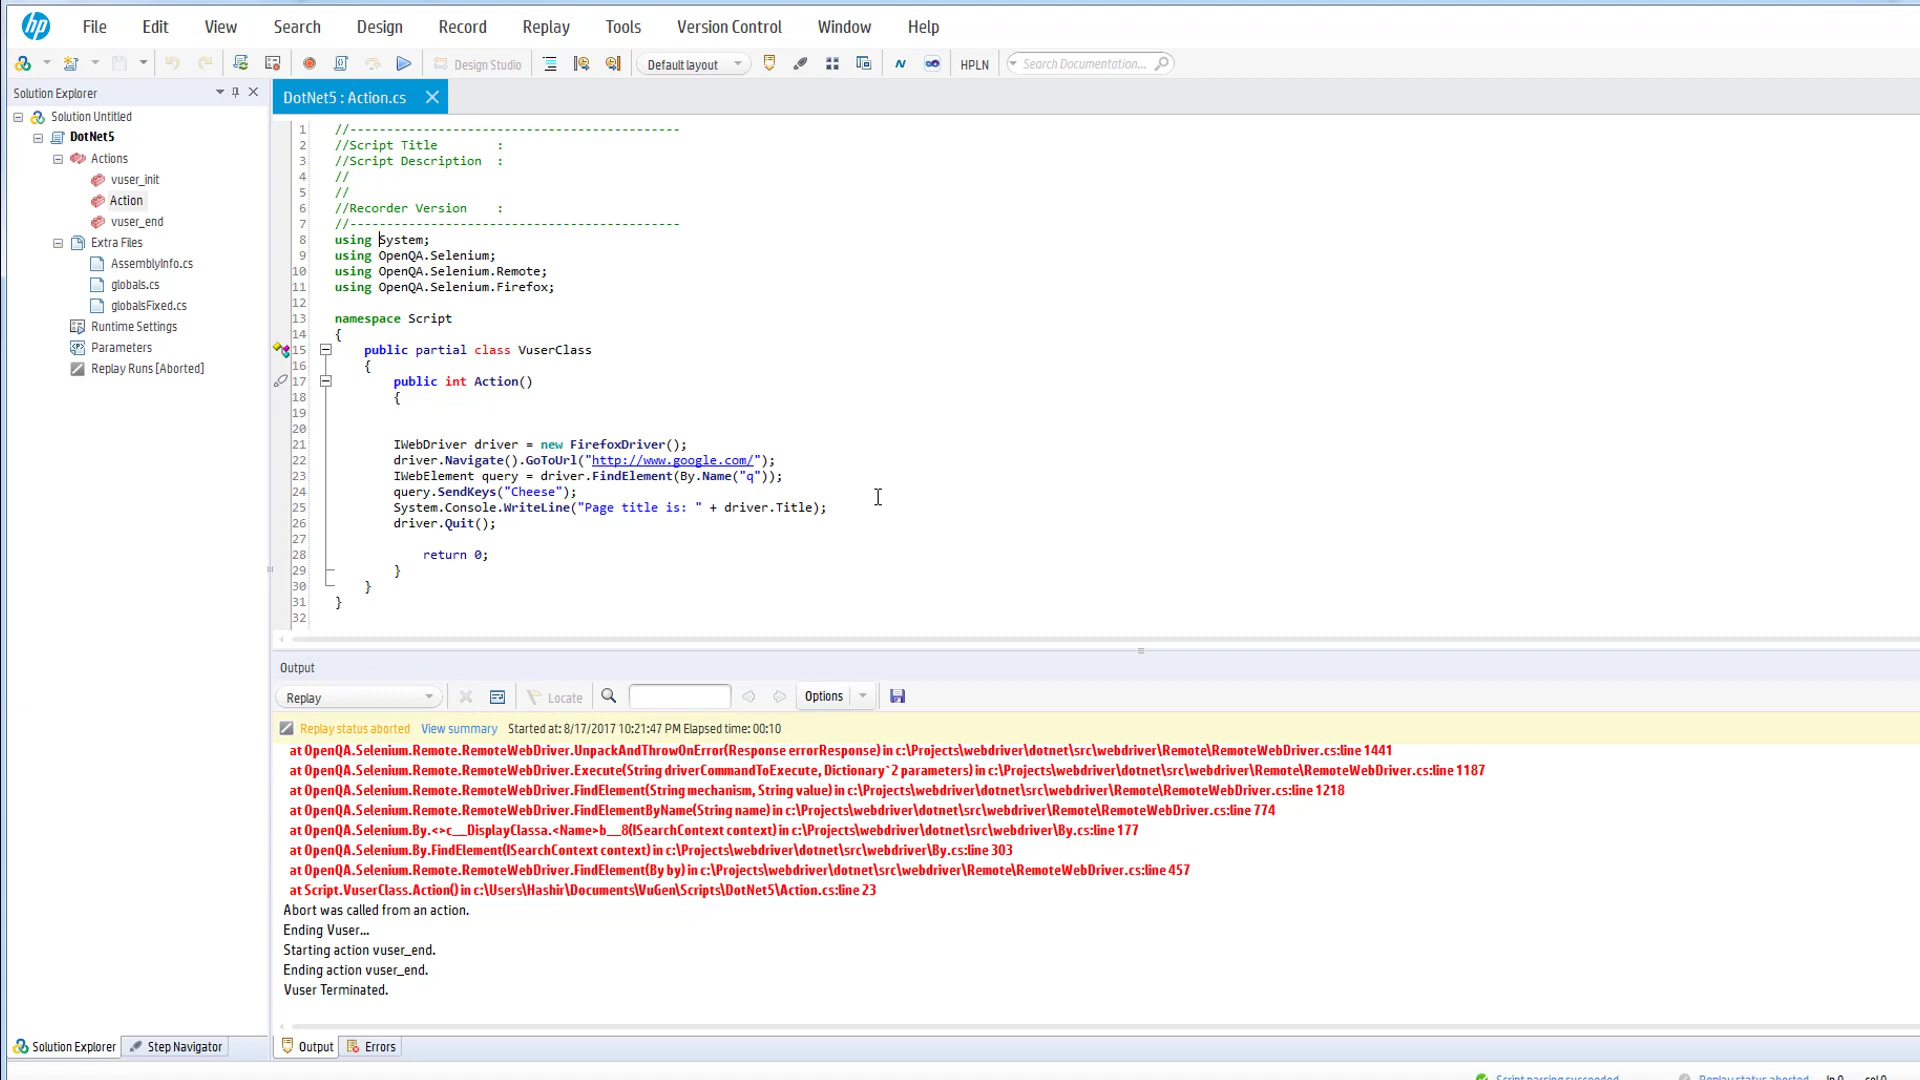 hp File Edit View Search Design Record Replay Tools Version Control Window Help
Design Studio Default layout HPLN Search Documentation...
Solution Explorer
DotNet5 : Action.cs
Solution Untitled
DotNet5
Actions
vuser_init
Action
vuser_end
Extra Files
AssemblyInfo.cs
globals.cs
globalsFixed.cs
Runtime Settings
Parameters
Replay Runs [Aborted]
1 //---------------------------------------------
2 //Script Title :
3 //Script Description :
4 //
5 //
6 //Recorder Version :
7 //---------------------------------------------
8 using System;
9 using OpenQA.Selenium;
10 using OpenQA.Selenium.Remote;
11 using OpenQA.Selenium.Firefox;
12
13 namespace Script
14 {
15 public partial class VuserClass
16 {
17 public int Action()
18 {
19
20
21 IWebDriver driver = new FirefoxDriver();
22 driver.Navigate().GoToUrl("http://www.google.com/");
23 IWebElement query = driver.FindElement(By.Name("q"));
24 query.SendKeys("Cheese");
25 System.Console.WriteLine("Page title is: " + driver.Title);
26 driver.Quit();
27
28 return 0;
29 }
30 }
31 }
32
Output
Replay Locate Options
Replay status aborted View summary Started at: 8/17/2017 10:21:47 PM Elapsed time: 00:10
at OpenQA.Selenium.Remote.RemoteWebDriver.UnpackAndThrowOnError(Response errorResponse) in c:\Projects\webdriver\dotnet\src\webdriver\Remote\RemoteWebDriver.cs:line 1441
at OpenQA.Selenium.Remote.RemoteWebDriver.Execute(String driverCommandToExecute, Dictionary`2 parameters) in c:\Projects\webdriver\dotnet\src\webdriver\Remote\RemoteWebDriver.cs:line 1187
at OpenQA.Selenium.Remote.RemoteWebDriver.FindElement(String mechanism, String value) in c:\Projects\webdriver\dotnet\src\webdriver\Remote\RemoteWebDriver.cs:line 1218
at OpenQA.Selenium.Remote.RemoteWebDriver.FindElementByName(String name) in c:\Projects\webdriver\dotnet\src\webdriver\Remote\RemoteWebDriver.cs:line 774
at OpenQA.Selenium.By.<>c__DisplayClassa.<Name>b__8(ISearchContext context) in c:\Projects\webdriver\dotnet\src\webdriver\By.cs:line 177
at OpenQA.Selenium.By.FindElement(ISearchContext context) in c:\Projects\webdriver\dotnet\src\webdriver\By.cs:line 303
at OpenQA.Selenium.Remote.RemoteWebDriver.FindElement(By by) in c:\Projects\webdriver\dotnet\src\webdriver\Remote\RemoteWebDriver.cs:line 457
at Script.VuserClass.Action() in c:\Users\Hashir\Documents\VuGen\Scripts\DotNet5\Action.cs:line 23
Abort was called from an action.
Ending Vuser...
Starting action vuser_end.
Ending action vuser_end.
Vuser Terminated.
Solution Explorer Step Navigator Output Errors
Script parsing succeeded Replay status aborted ln 0 col 0